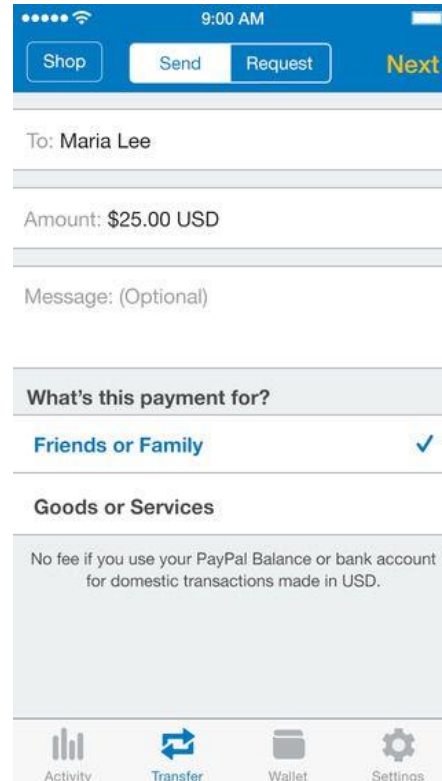 9:00 AM
Shop Send Request Next
To: Maria Lee
Amount: $25.00 USD
Message: (Optional)
What's this payment for?
Friends or Family
Goods or Services
No fee if you use your PayPal Balance or bank account
for domestic transactions made in USD.
Activity Transfer Wallet Settings